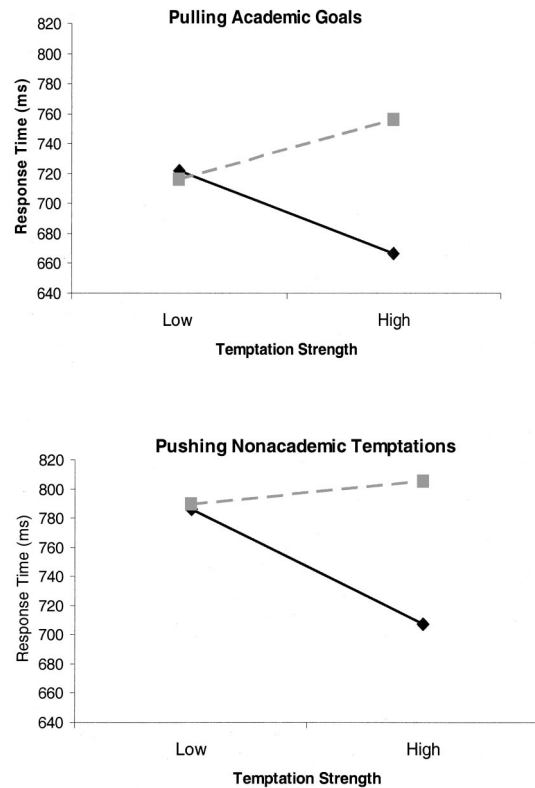 Pulling Academic Goals
820
800
780
760
740
720
700
680
660
640
Response Time (ms)
Low High
Temptation Strength
Pushing Nonacademic Temptations
820
800
780
760
740
720
700
680
660
640
Response Time (ms)
Low High
Temptation Strength